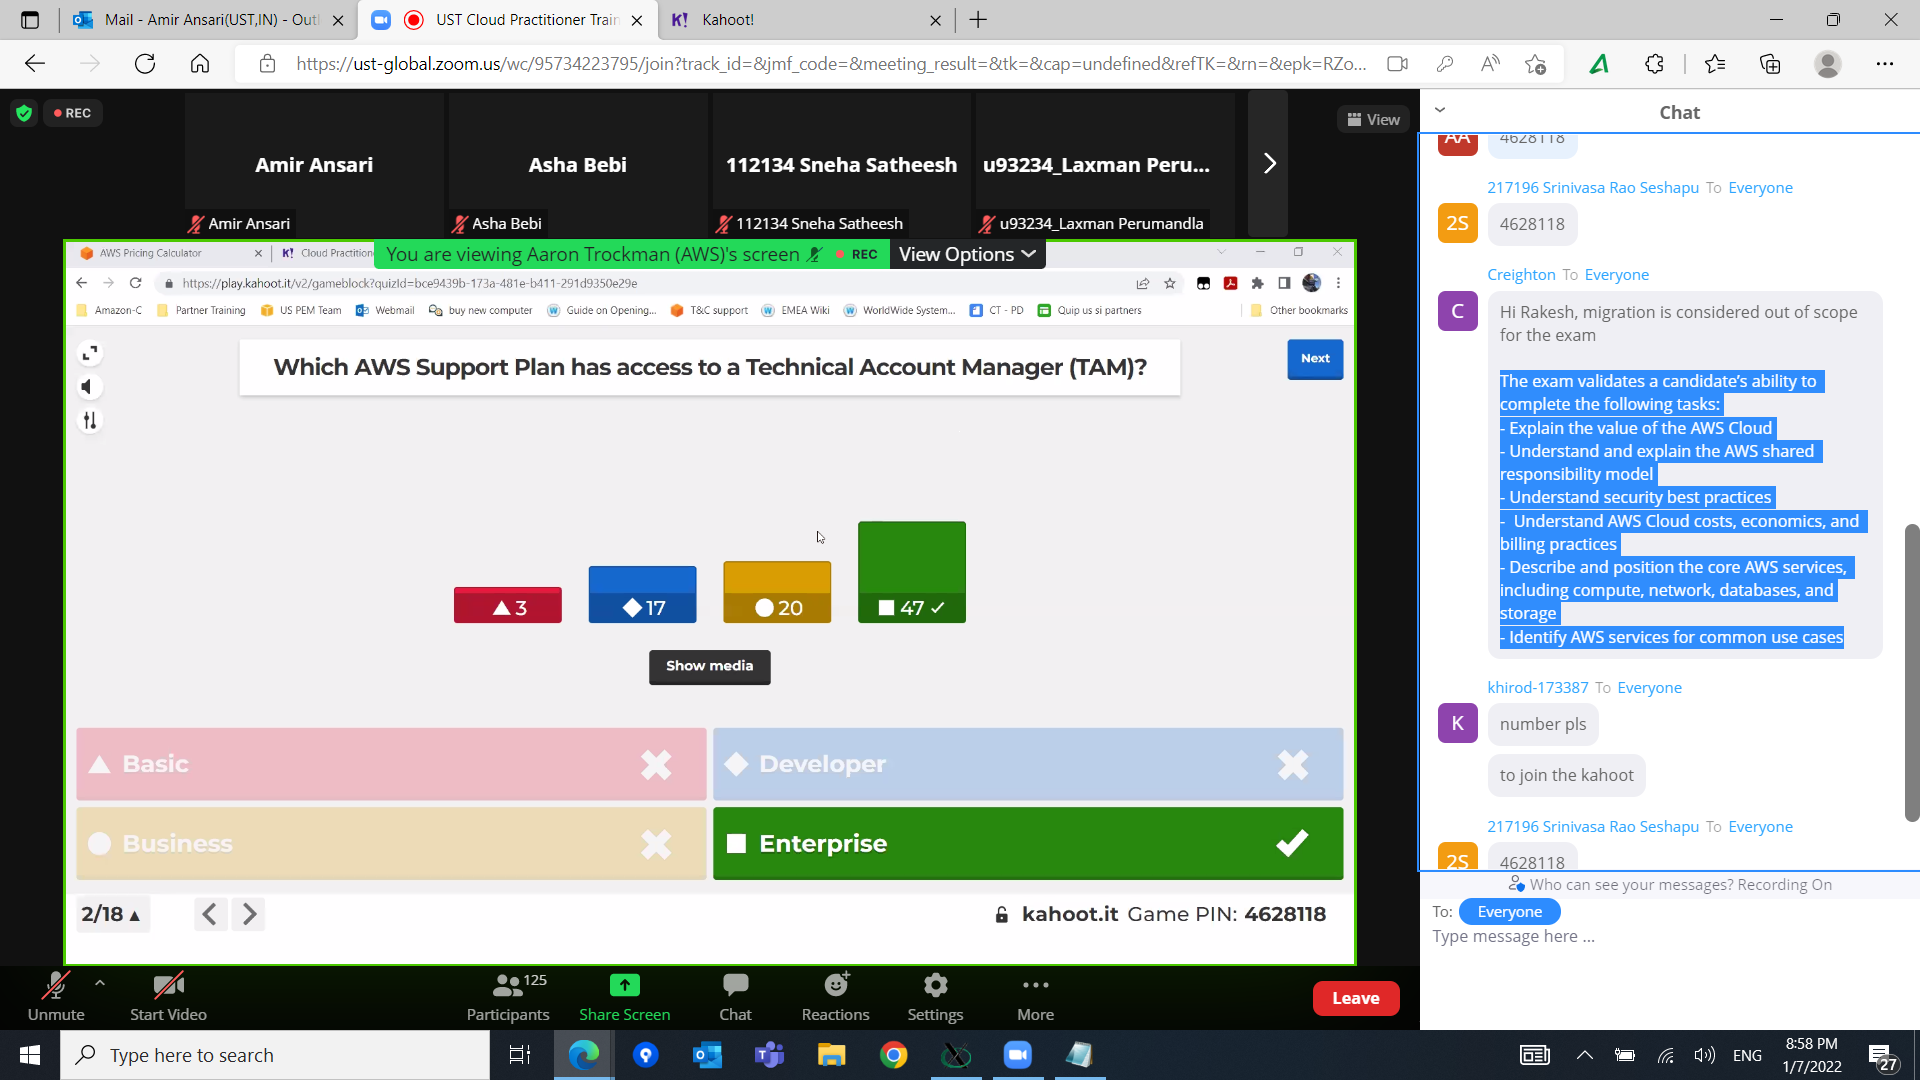 Mail - Amir Ansari(UST,IN) - Outl
UST Cloud Practitioner Train
Kahoot!
https://ust-global.zoom.us/wc/95734223795/join?track_id=&jmf_code=&meeting_result=&tk=&cap=undefined&refTK=&rn=&epk=RZo...
REC
Amir Ansari
Asha Bebi
112134 Sneha Satheesh
u93234_Laxman Peru...
View
Amir Ansari
Asha Bebi
112134 Sneha Satheesh
u93234_Laxman Perumandla
AWS Pricing Calculator
Cloud Practition
You are viewing Aaron Trockman (AWS)'s screen
REC
View Options
https://play.kahoot.it/v2/gameblock?quizId=bce9439b-173a-481e-b411-291d9350e29e
Amazon-C
Partner Training
US PEM Team
Webmail
buy new computer
Guide on Opening...
T&C support
EMEA Wiki
WorldWide System...
CT - PD
Quip us si partners
Other bookmarks
Which AWS Support Plan has access to a Technical Account Manager (TAM)?
Next
3
17
20
47
Show media
Basic
Developer
Business
Enterprise
2/18
kahoot.it Game PIN: 4628118
Unmute
Start Video
125
Participants
Share Screen
Chat
Reactions
Settings
More
Leave
Chat
AA
4628118
217196 Srinivasa Rao Seshapu To Everyone
2S
4628118
Creighton To Everyone
C
Hi Rakesh, migration is considered out of scope
for the exam
The exam validates a candidate's ability to
complete the following tasks:
- Explain the value of the AWS Cloud
- Understand and explain the AWS shared
responsibility model
- Understand security best practices
- Understand AWS Cloud costs, economics, and
billing practices
- Describe and position the core AWS services,
including compute, network, databases, and
storage
- Identify AWS services for common use cases
khirod-173387 To Everyone
K
number pls
to join the kahoot
217196 Srinivasa Rao Seshapu To Everyone
2S
4628118
Who can see your messages? Recording On
To: Everyone
Type message here ...
Type here to search
ENG
8:58 PM
1/7/2022
27